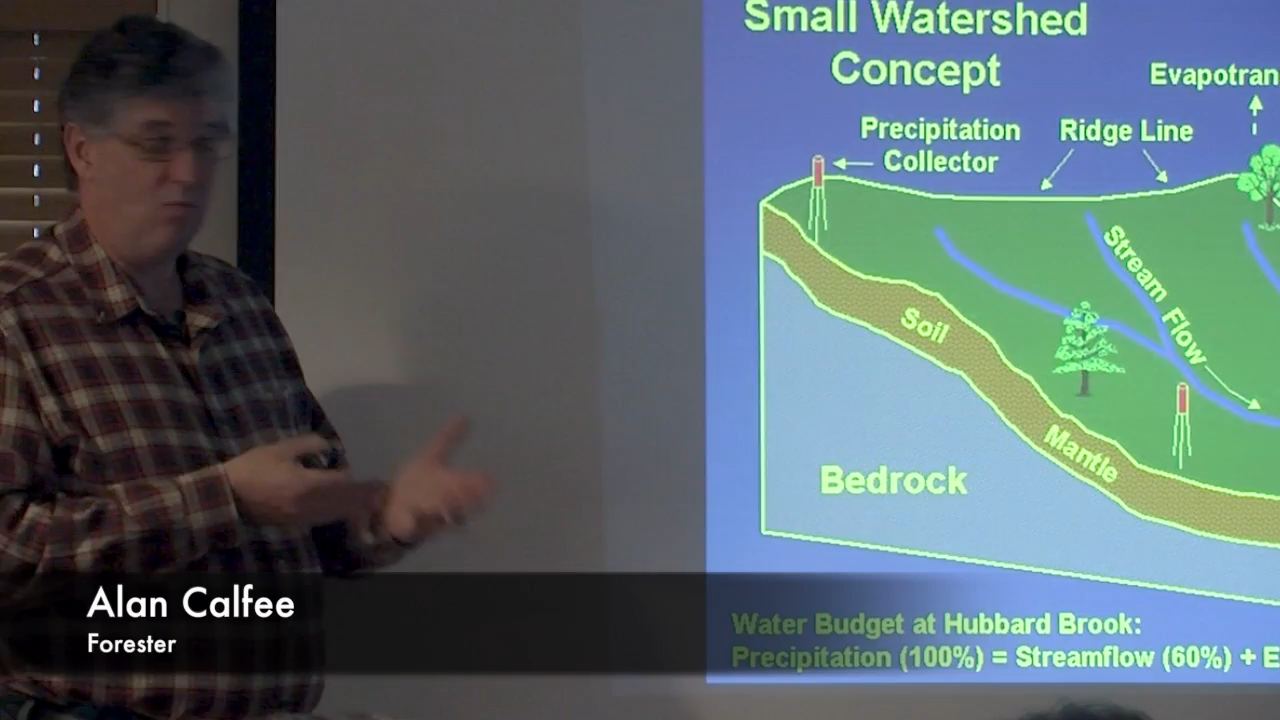 Small Watershed
Concept
Evapotran
Precipitation
Collector
Ridge Line
Stream Flow
Soil
Mantle
Bedrock
Water Budget at Hubbard Brook:
Precipitation (100%) = Streamflow (60%) + E
Alan Calfee
Forester